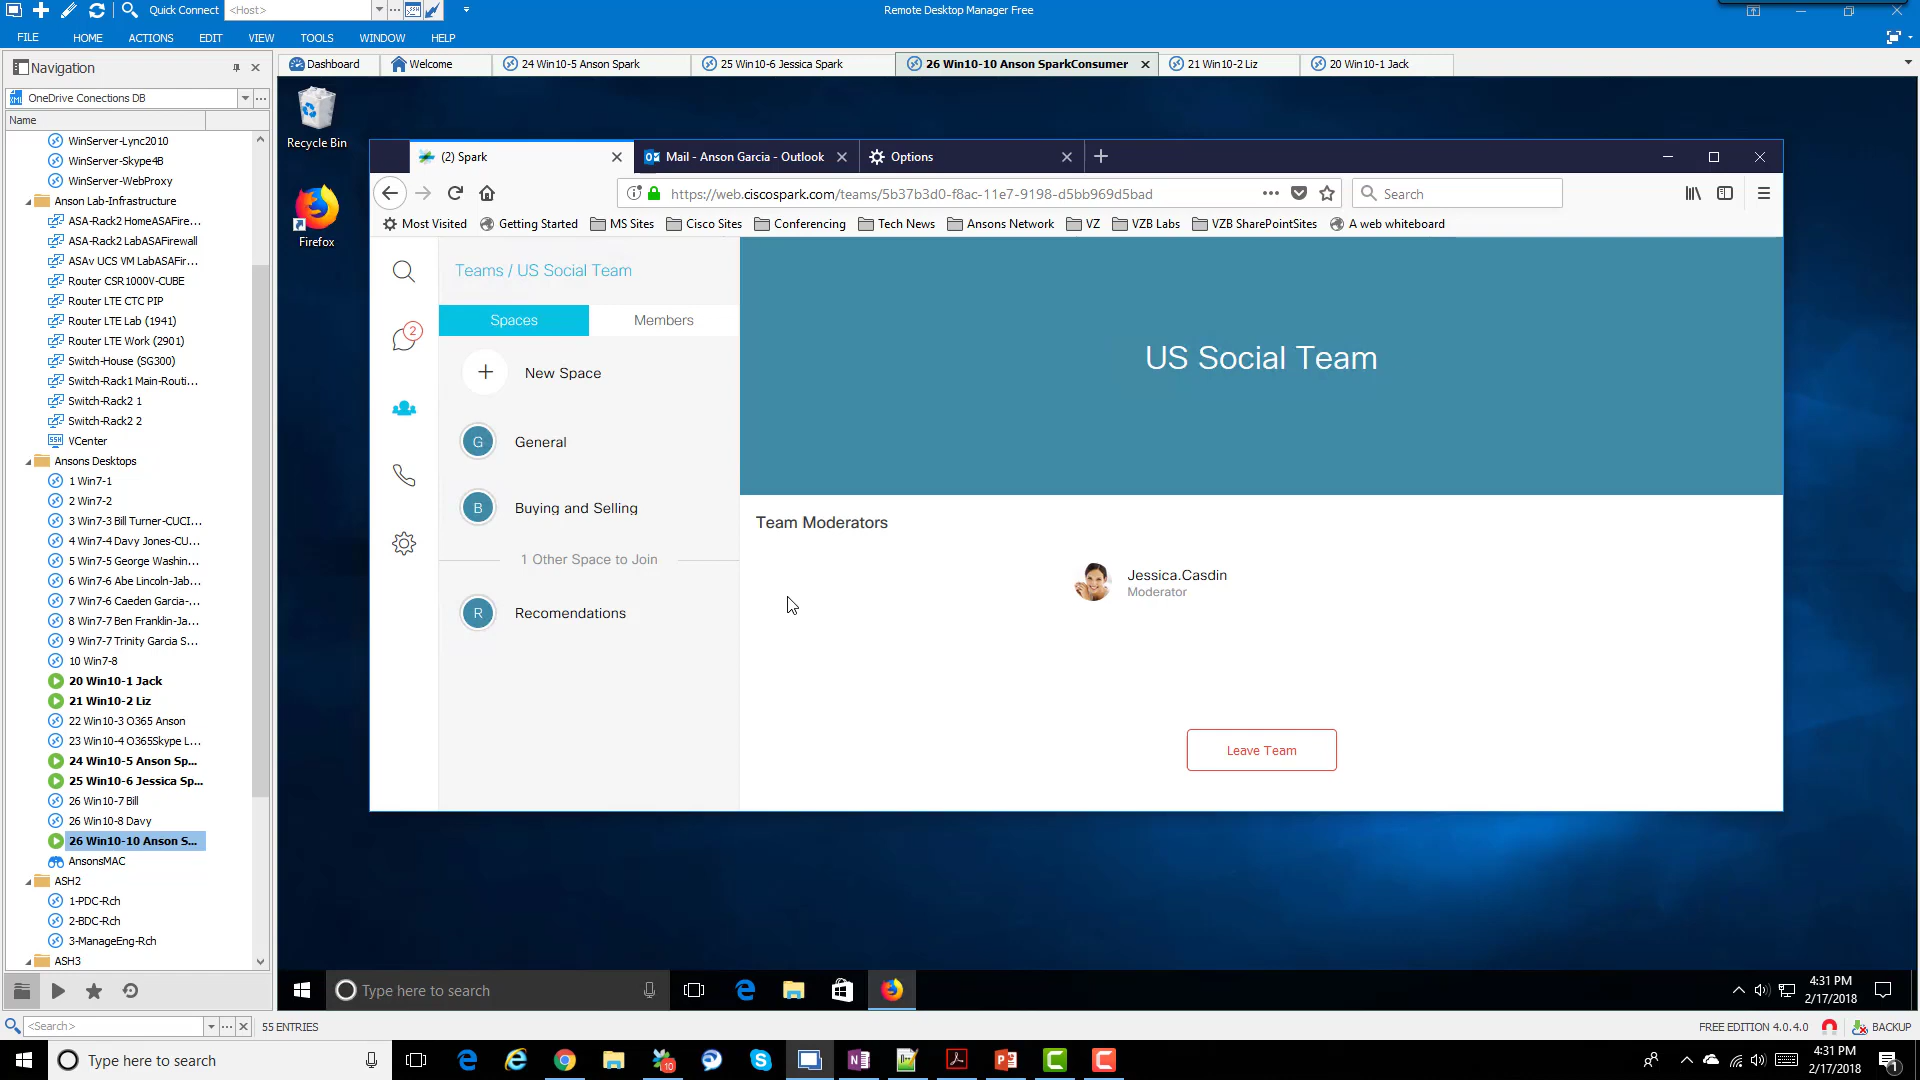 Quick Connect <Host> Remote Desktop Manager Free
FILE HOME ACTIONS EDIT VIEW TOOLS WINDOW HELP
Navigation
OneDrive Conections DB
Name
WinServer-Lync2010
WinServer-Skype4B
WinServer-WebProxy
Anson Lab-Infrastructure
ASA-Rack2 HomeASAFire...
ASA-Rack2 LabASAFirewall
ASAv UCS VM LabASAFir...
Router CSR1000V-CUBE
Router LTE CTC PIP
Router LTE Lab (1941)
Router LTE Work (2901)
Switch-House (SG300)
Switch-Rack1 Main-Routi...
Switch-Rack2 1
Switch-Rack2 2
VCenter
Ansons Desktops
1 Win7-1
2 Win7-2
3 Win7-3 Bill Turner-CUCI...
4 Win7-4 Davy Jones-CU...
5 Win7-5 George Washin...
6 Win7-6 Abe Lincoln-Jab...
7 Win7-6 Caeden Garcia-...
8 Win7-7 Ben Franklin-Ja...
9 Win7-7 Trinity Garcia S...
10 Win7-8
20 Win10-1 Jack
21 Win10-2 Liz
22 Win10-3 O365 Anson
23 Win10-4 O365Skype L...
24 Win10-5 Anson Sp...
25 Win10-6 Jessica Sp...
26 Win10-7 Bill
26 Win10-8 Davy
26 Win10-10 Anson S...
AnsonsMAC
ASH2
1-PDC-Rch
2-BDC-Rch
3-ManageEng-Rch
ASH3
<Search>
55 ENTRIES
Dashboard Welcome 24 Win10-5 Anson Spark 25 Win10-6 Jessica Spark 26 Win10-10 Anson SparkConsumer 21 Win10-2 Liz 20 Win10-1 Jack
Recycle Bin
Firefox
(2) Spark Mail - Anson Garcia - Outlook Options
https://web.ciscospark.com/teams/5b37b3d0-f8ac-11e7-9198-d5bb969d5bad Search
Most Visited Getting Started MS Sites Cisco Sites Conferencing Tech News Ansons Network VZ VZB Labs VZB SharePointSites A web whiteboard
2
Teams / US Social Team
Spaces Members
New Space
G General
B Buying and Selling
1 Other Space to Join
R Recomendations
US Social Team
Team Moderators
Jessica.Casdin
Moderator
Leave Team
Type here to search
4:31 PM
2/17/2018
FREE EDITION 4.0.4.0 BACKUP
Type here to search
10
4:31 PM
2/17/2018
1